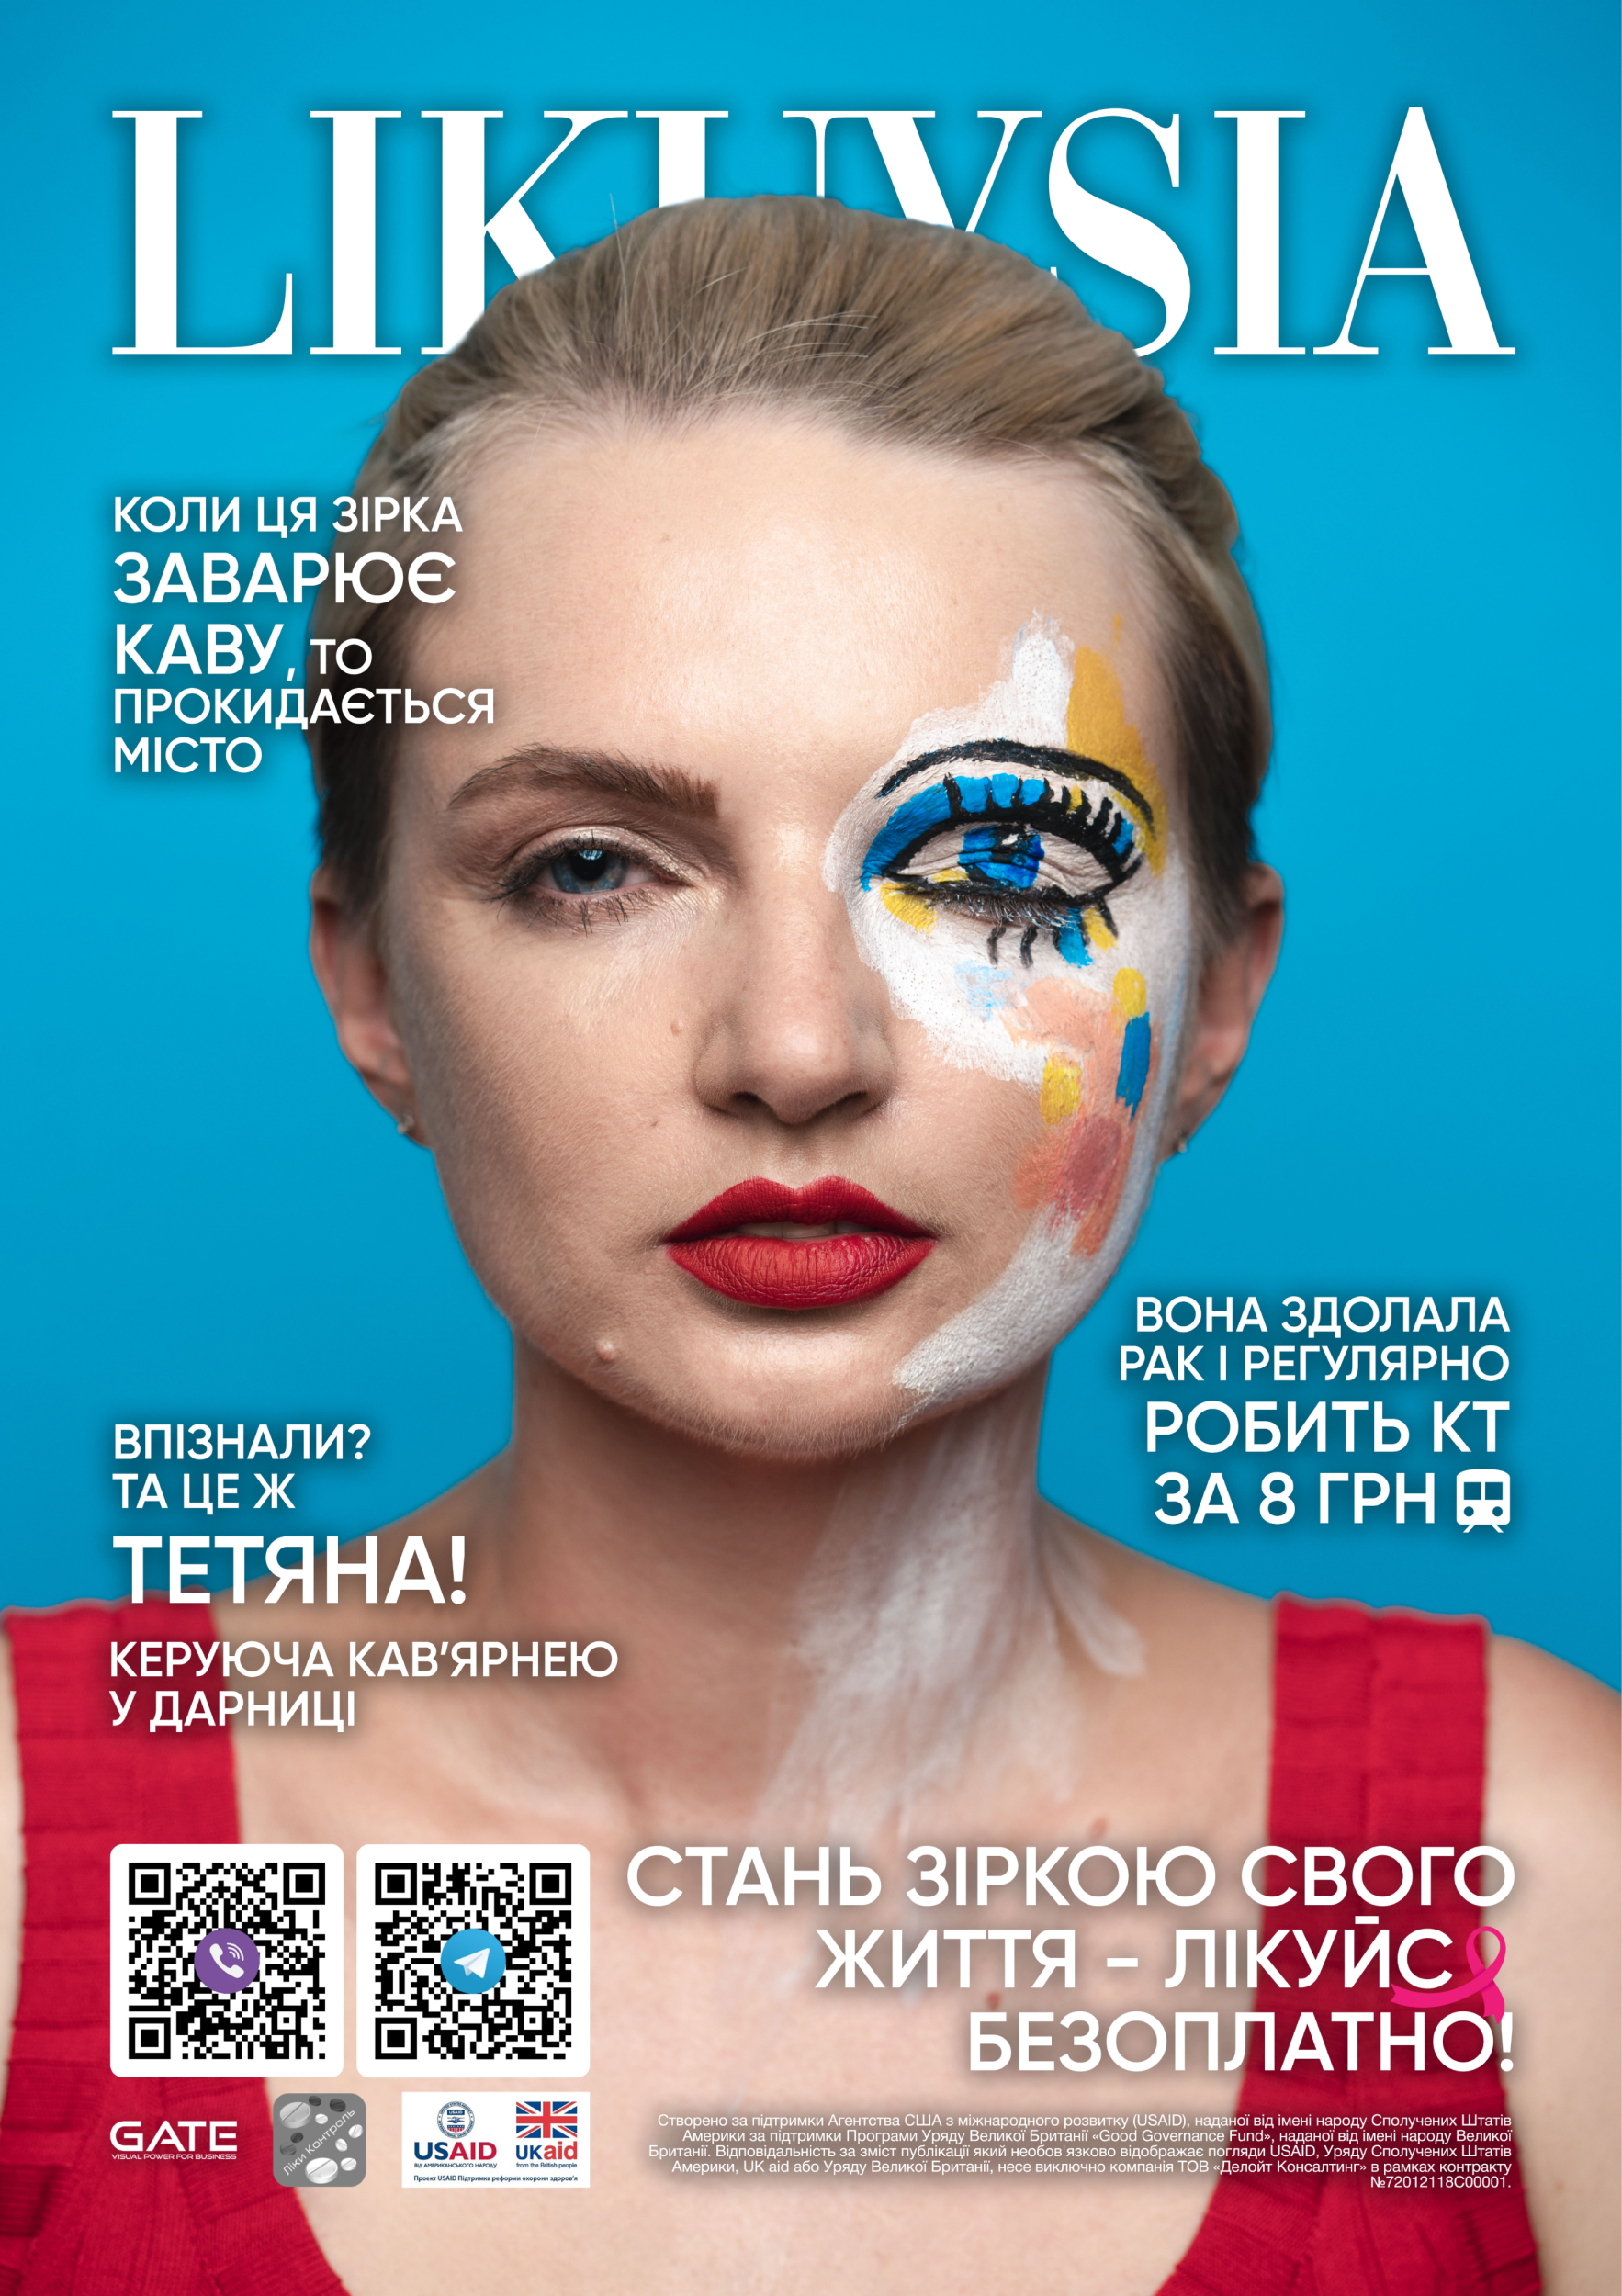 LIKUYSIA
КОЛИ ЦЯ ЗІРКА
ЗАВАРЮЄ
КАВУ, ТО
ПРОКИДАЄТЬСЯ
МІСТО
ВОНА ЗДОЛАЛА
РАК І РЕГУЛЯРНО
РОБИТЬ КТ
ЗА 8 ГРН
ВПІЗНАЛИ?
ТА ЦЕ Ж
ТЕТЯНА!
КЕРУЮЧА КАВ’ЯРНЕЮ
У ДАРНИЦІ
СТАНЬ ЗІРКОЮ СВОГО
ЖИТТЯ – ЛІКУЙС
БЕЗОПЛАТНО!
GATE
VISUAL POWER FOR BUSINESS
Ліки Контроль
USAID
ВІД АМЕРИКАНСЬКОГО НАРОДУ
UKaid
from the British people
Проєкт USAID Підтримка реформи охорони здоров'я
Створено за підтримки Агентства США з міжнародного розвитку (USAID), наданої від імені народу Сполучених Штатів
Америки за підтримки Програми Уряду Великої Британії «Good Governance Fund», наданої від імені народу Великої
Британії. Відповідальність за зміст публікації який необов'язково відображає погляди USAID, Уряду Сполучених Штатів
Америки, UK aid або Уряду Великої Британії, несе виключно компанія ТОВ «Делойт Консалтинг» в рамках контракту
№72012118C00001.